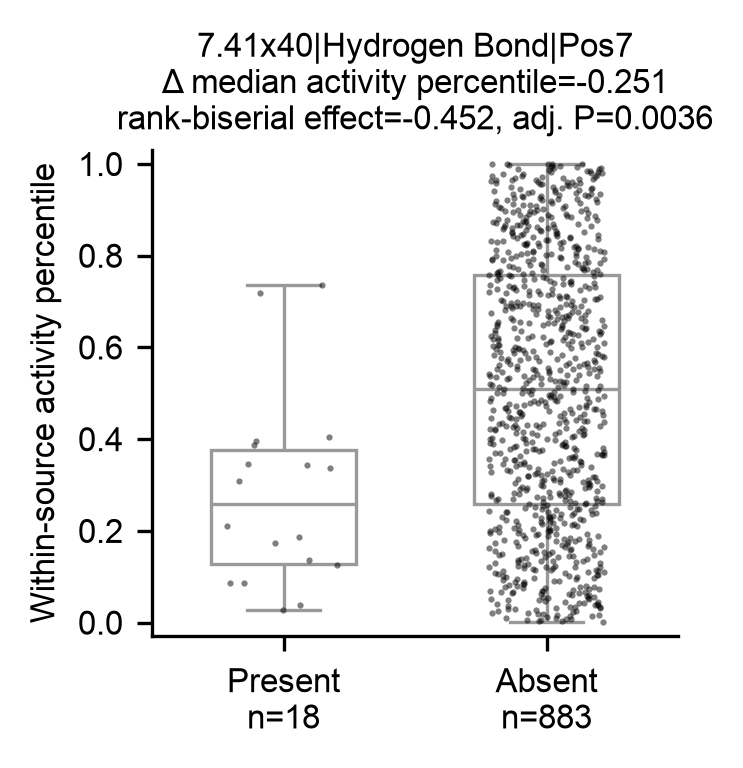 7.41x40|Hydrogen Bond|Pos7
Δ median activity percentile=-0.251
rank-biserial effect=-0.452, adj. P=0.0036
Within-source activity percentile
1.0
0.8
0.6
0.4
0.2
0.0
Present
n=18
Absent
n=883